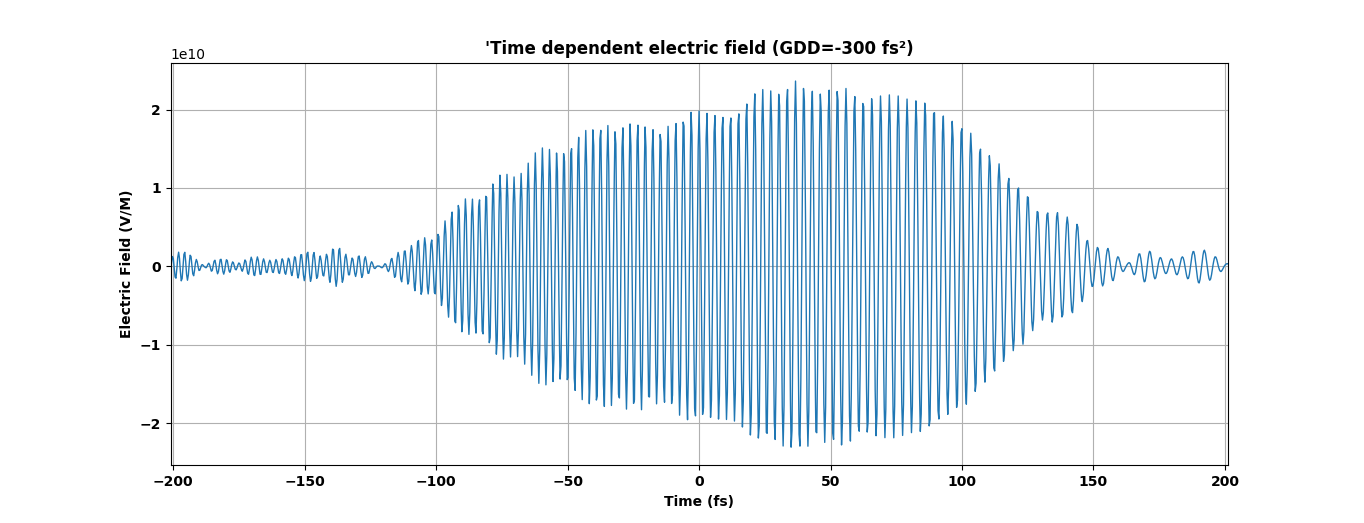 'Time dependent electric field (GDD=-300 fs²)
1e10
2
1
0
−1
−2
Electric Field (V/M)
−200 −150 −100 −50 0 50 100 150 200
Time (fs)